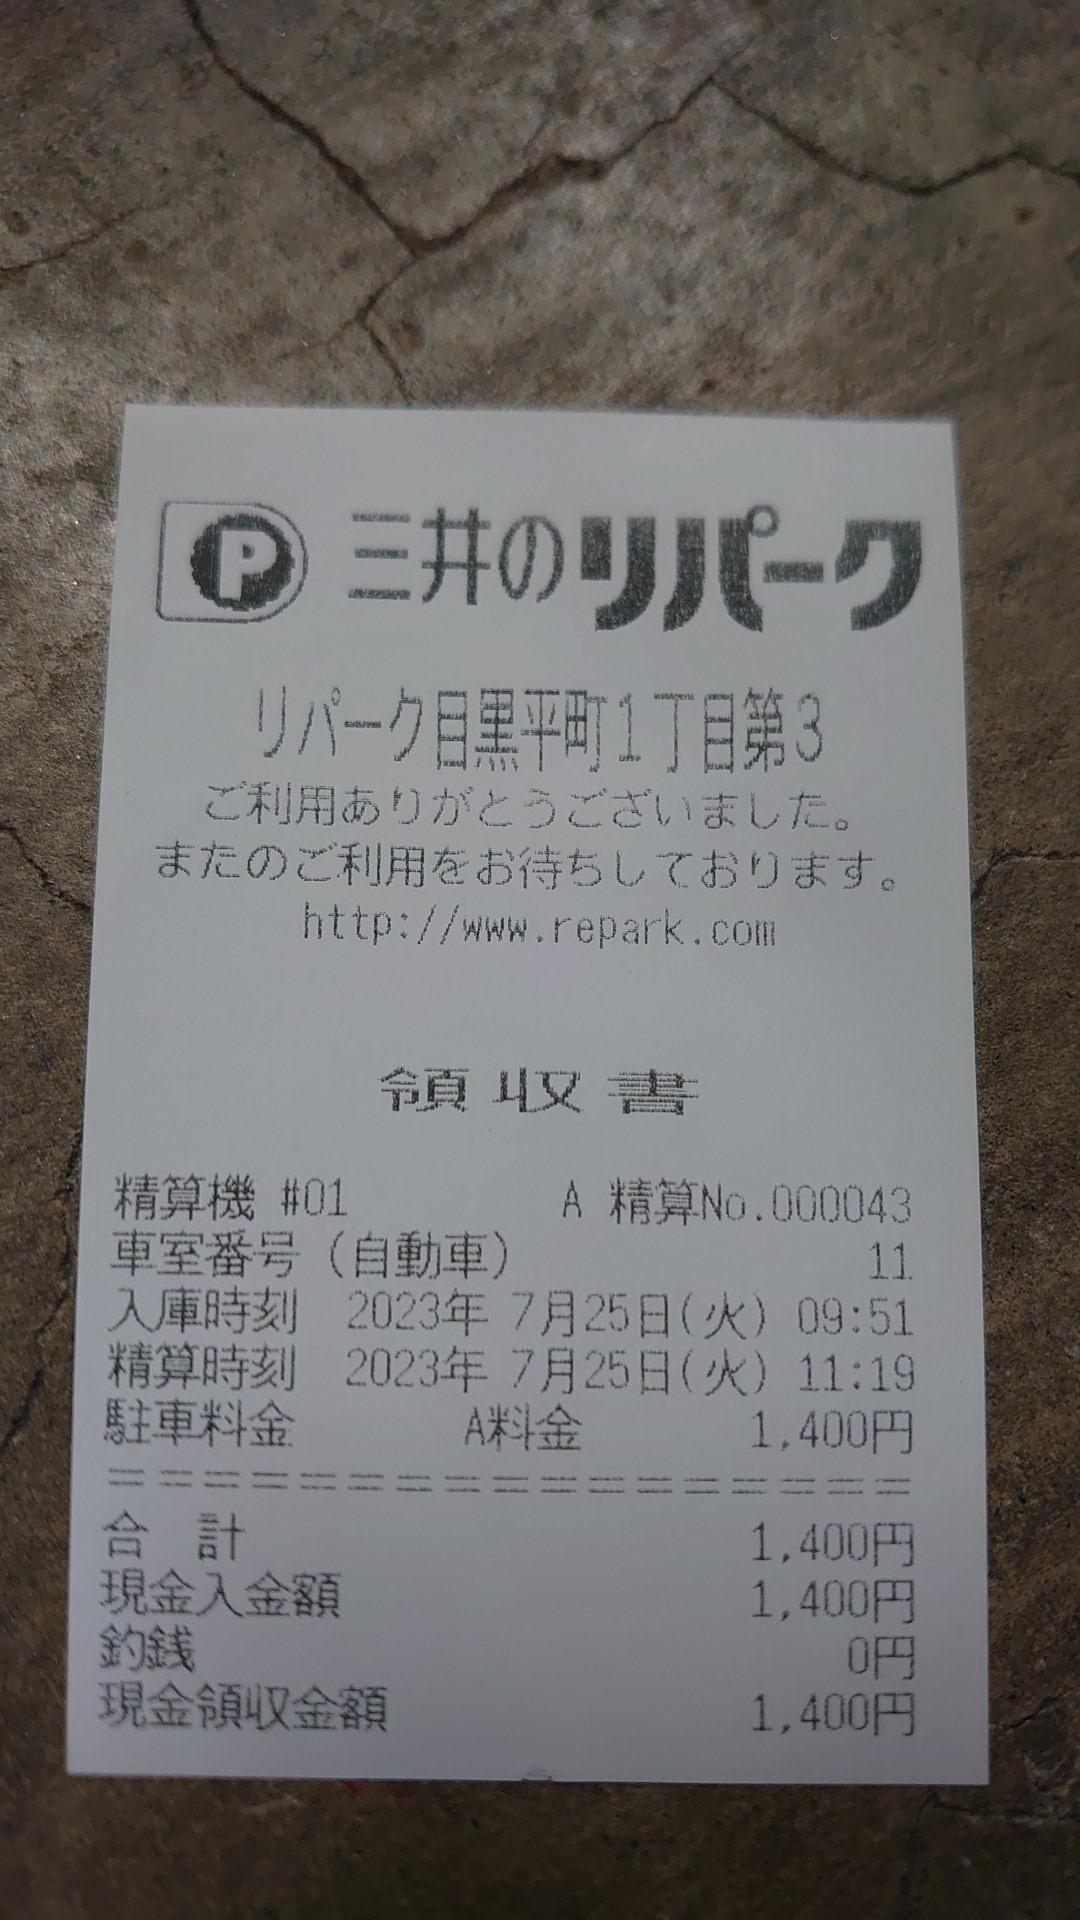 P 三井のリパーク
リパーク目黒平町1丁目第3
ご利用ありがとうございました。
またのご利用をお待ちしております。
http://www.repark.com
領収書
精算機 #01 A 精算No.000043
車室番号（自動車） 11
入庫時刻 2023年 7月25日(火) 09:51
精算時刻 2023年 7月25日(火) 11:19
駐車料金 A料金 1,400円
=================
合 計 1,400円
現金入金額 1,400円
釣銭 0円
現金領収金額 1,400円